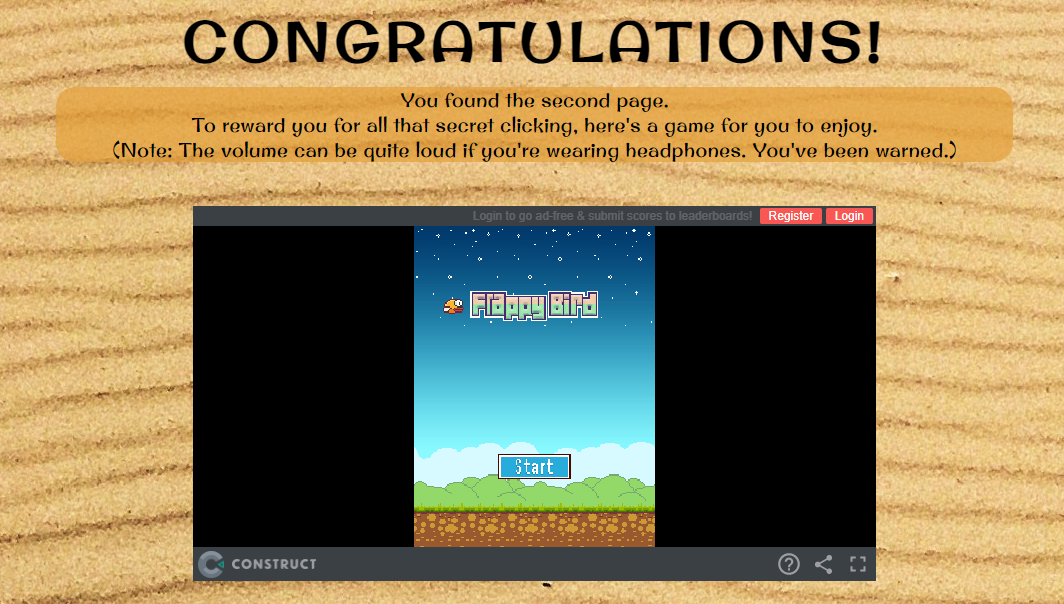 CONGRATULATIONS!
You found the second page.
To reward you for all that secret clicking, here's a game for you to enjoy.
(Note: The volume can be quite loud if you're wearing headphones. You've been warned.)
Login to go ad-free & submit scores to leaderboards! Register Login
Flappy Bird
Start
CONSTRUCT